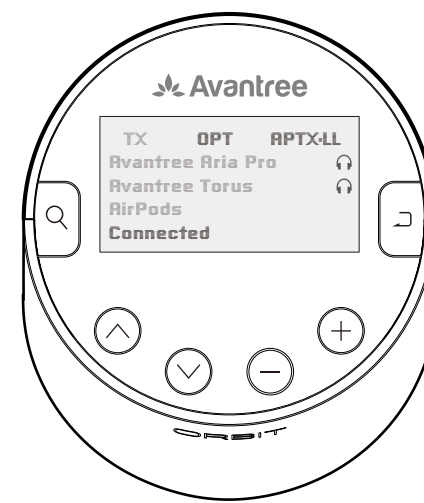 Avantree
TX OPT APTX-LL
Avantree Aria Pro
Avantree Torus
AirPods
Connected
ORBIT